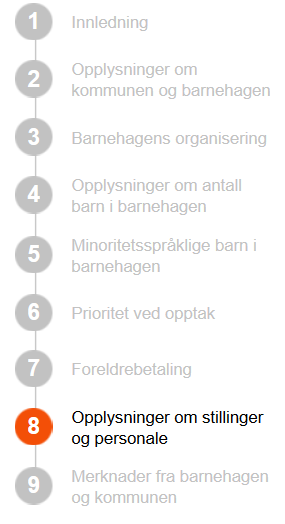 1 Innledning
2 Opplysninger om
kommunen og barnehagen
3 Barnehagens organisering
4 Opplysninger om antall
barn i barnehagen
5 Minoritetsspråklige barn i
barnehagen
6 Prioritet ved opptak
7 Foreldrebetaling
8 Opplysninger om stillinger
og personale
9 Merknader fra barnehagen
og kommunen